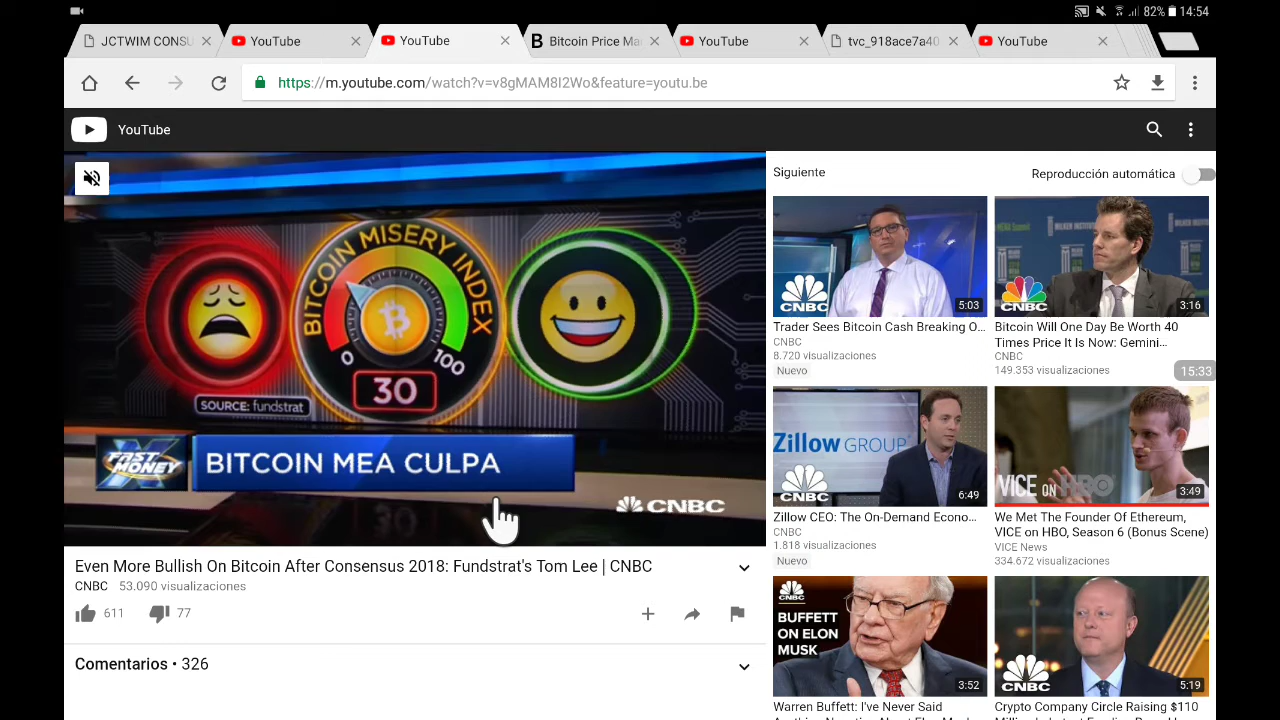 82% 14:54
JCTWIM CONSU
YouTube
YouTube
B Bitcoin Price Ma
YouTube
tvc_918ace7a40
YouTube
https://m.youtube.com/watch?v=v8gMAM8I2Wo&feature=youtu.be
YouTube
BITCOIN MISERY INDEX
0
100
30
SOURCE: fundstrat
FAST MONEY
BITCOIN MEA CULPA
CNBC
Even More Bullish On Bitcoin After Consensus 2018: Fundstrat's Tom Lee | CNBC
CNBC 53.090 visualizaciones
611 77
Comentarios • 326
Siguiente
Reproducción automática
CNBC
5:03
Trader Sees Bitcoin Cash Breaking O...
CNBC
8.720 visualizaciones
Nuevo
CNBC
3:16
Bitcoin Will One Day Be Worth 40
Times Price It Is Now: Gemini...
CNBC
149.353 visualizaciones
15:33
Zillow GROUP
CNBC
6:49
Zillow CEO: The On-Demand Econo...
CNBC
1.818 visualizaciones
Nuevo
VICE ON HBO
3:49
We Met The Founder Of Ethereum,
VICE on HBO, Season 6 (Bonus Scene)
VICE News
334.672 visualizaciones
CNBC
BUFFETT
ON ELON
MUSK
3:52
Warren Buffett: I've Never Said
CNBC
5:19
Crypto Company Circle Raising $110